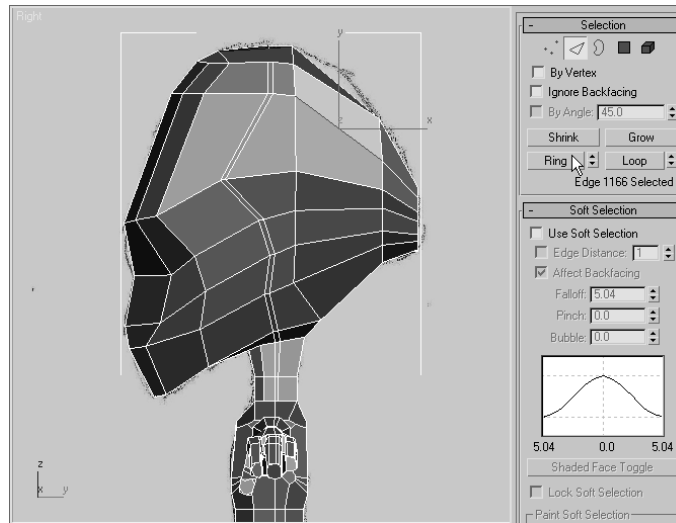 Right
- Selection
By Vertex
Ignore Backfacing
By Angle: 45.0
Shrink Grow
Ring Loop
Edge 1166 Selected
- Soft Selection
Use Soft Selection
Edge Distance: 1
Affect Backfacing
Falloff: 5.04
Pinch: 0.0
Bubble: 0.0
5.04 0.0 5.04
Shaded Face Toggle
Lock Soft Selection
Paint Soft Selection
y
x
z
z
x y